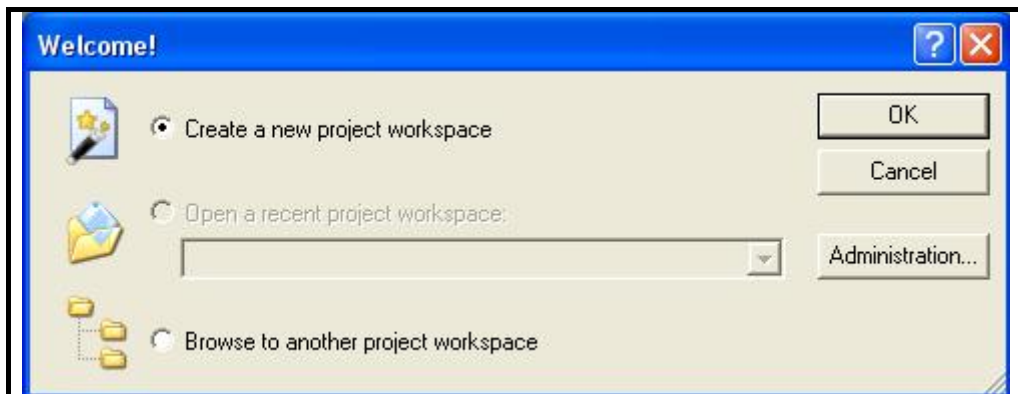 Welcome!
Create a new project workspace
OK
Cancel
Open a recent project workspace:
Administration...
Browse to another project workspace